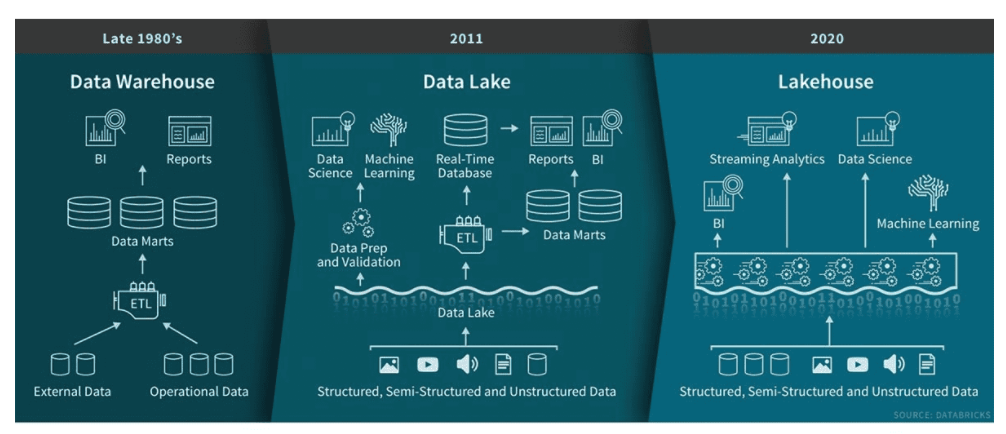 Late 1980's
2011
2020
Data Warehouse
BI
Reports
Data Marts
ETL
External Data
Operational Data
Data Lake
Data
Science
Machine
Learning
Real-Time
Database
Reports
BI
Data Prep
and Validation
ETL
Data Marts
Data Lake
Structured, Semi-Structured and Unstructured Data
Lakehouse
Streaming Analytics
Data Science
BI
Machine Learning
Structured, Semi-Structured and Unstructured Data
SOURCE: DATABRICKS